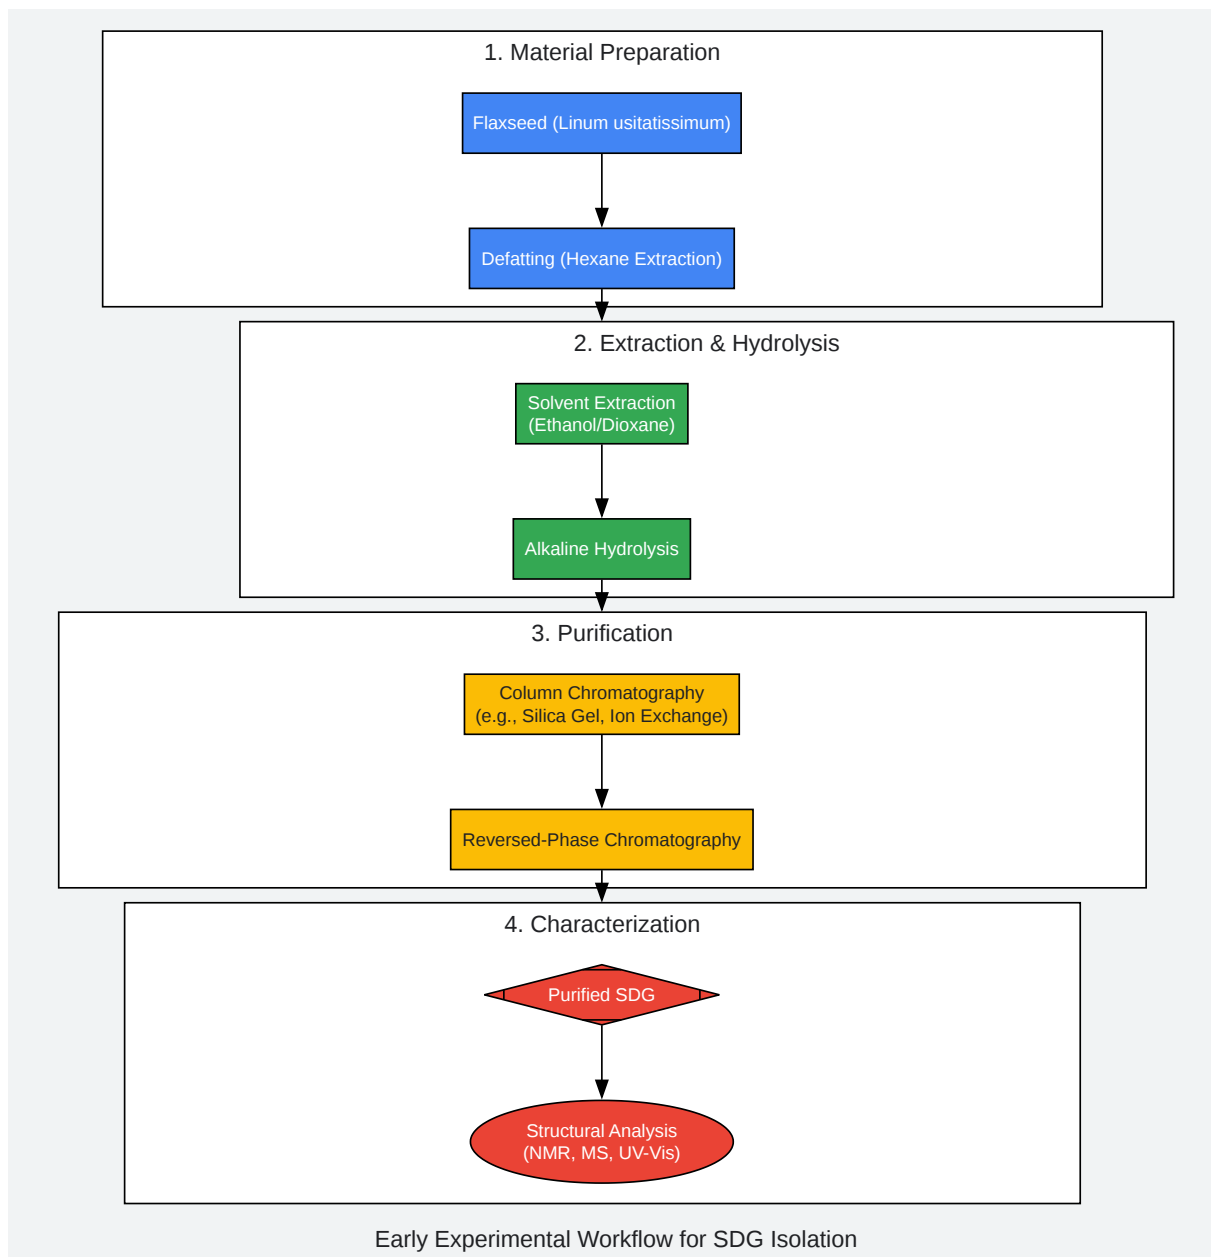 1. Material Preparation
Flaxseed (Linum usitatissimum)
Defatting (Hexane Extraction)
2. Extraction & Hydrolysis
Solvent Extraction
(Ethanol/Dioxane)
Alkaline Hydrolysis
3. Purification
Column Chromatography
(e.g., Silica Gel, Ion Exchange)
Reversed-Phase Chromatography
4. Characterization
Purified SDG
Structural Analysis
(NMR, MS, UV-Vis)
Early Experimental Workflow for SDG Isolation